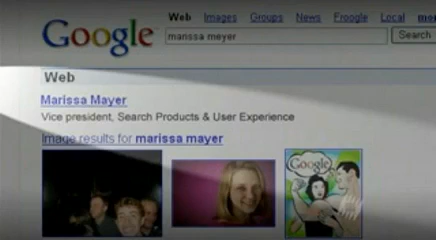 Web Images Groups News Froogle Local
Google
marissa meyer
Search
Web
Marissa Mayer
Vice president, Search Products & User Experience
Image results for marissa mayer
Google